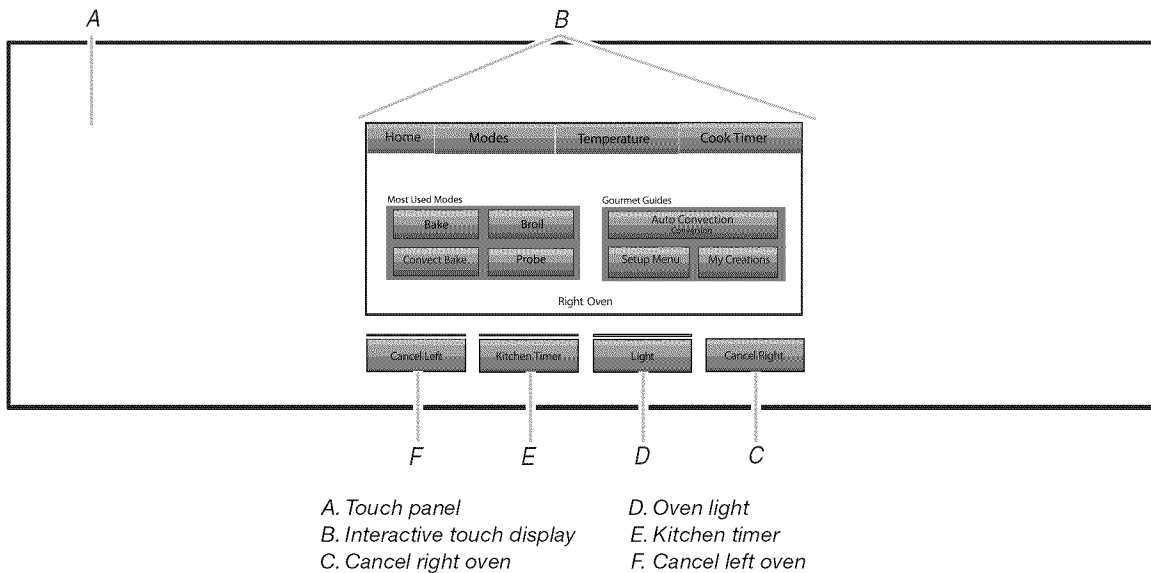 A
B
Home Modes Temperature Cook Timer
Most Used Modes
Gourmet Guides
Bake Broil
Auto Convection
Conversion
Convect Bake Probe
Setup Menu My Creations
Right Oven
Cancel Left Kitchen Timer Light Cancel Right
F E D C
A. Touch panel
B. Interactive touch display
C. Cancel right oven
D. Oven light
E. Kitchen timer
F. Cancel left oven